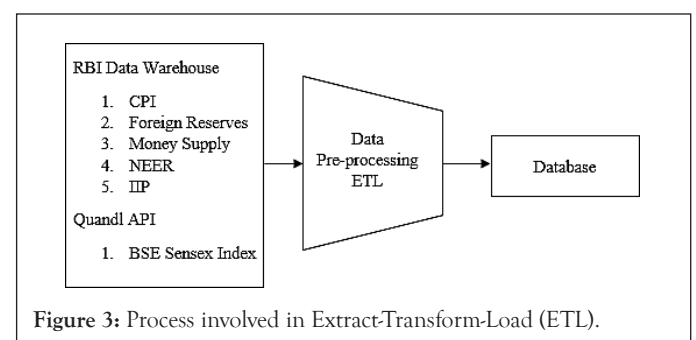 RBI Data Warehouse
1. CPI
2. Foreign Reserves
3. Money Supply
4. NEER
5. IIP
Quandl API
1. BSE Sensex Index
Data
Pre-processing
ETL
Database
Figure 3: Process involved in Extract-Transform-Load (ETL).